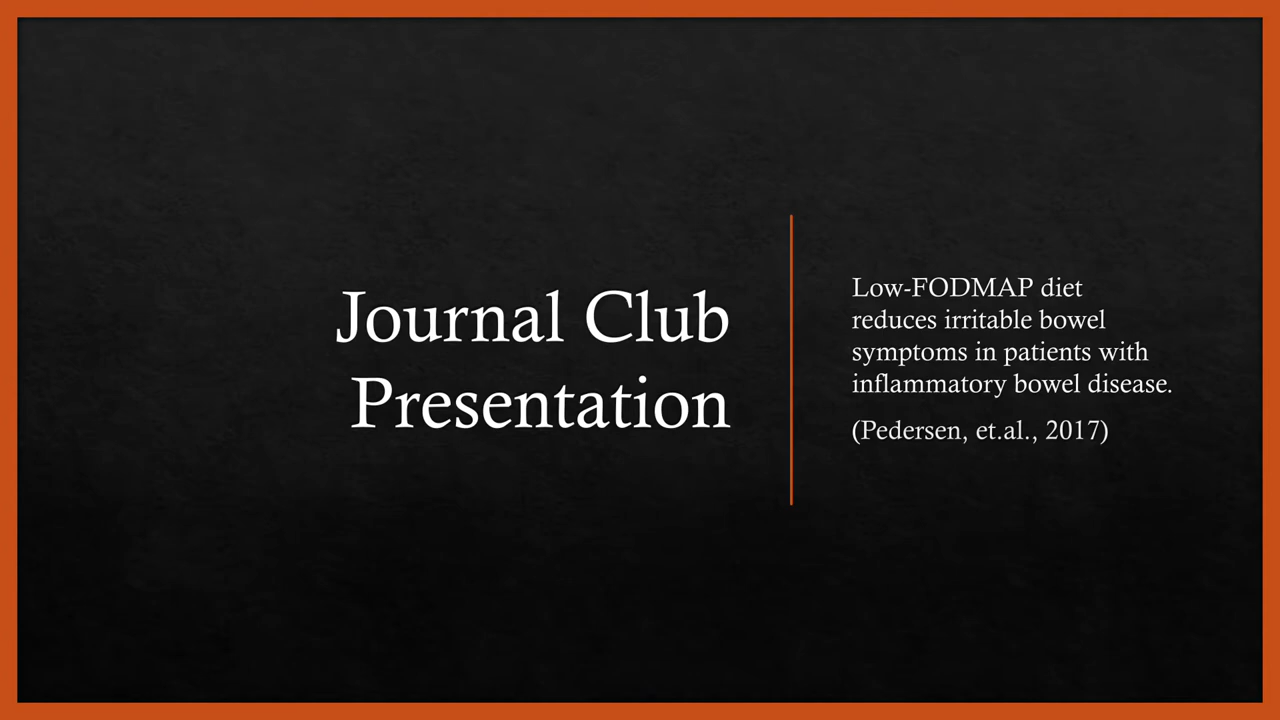 Journal Club
Presentation
Low-FODMAP diet
reduces irritable bowel
symptoms in patients with
inflammatory bowel disease.
(Pedersen, et.al., 2017)